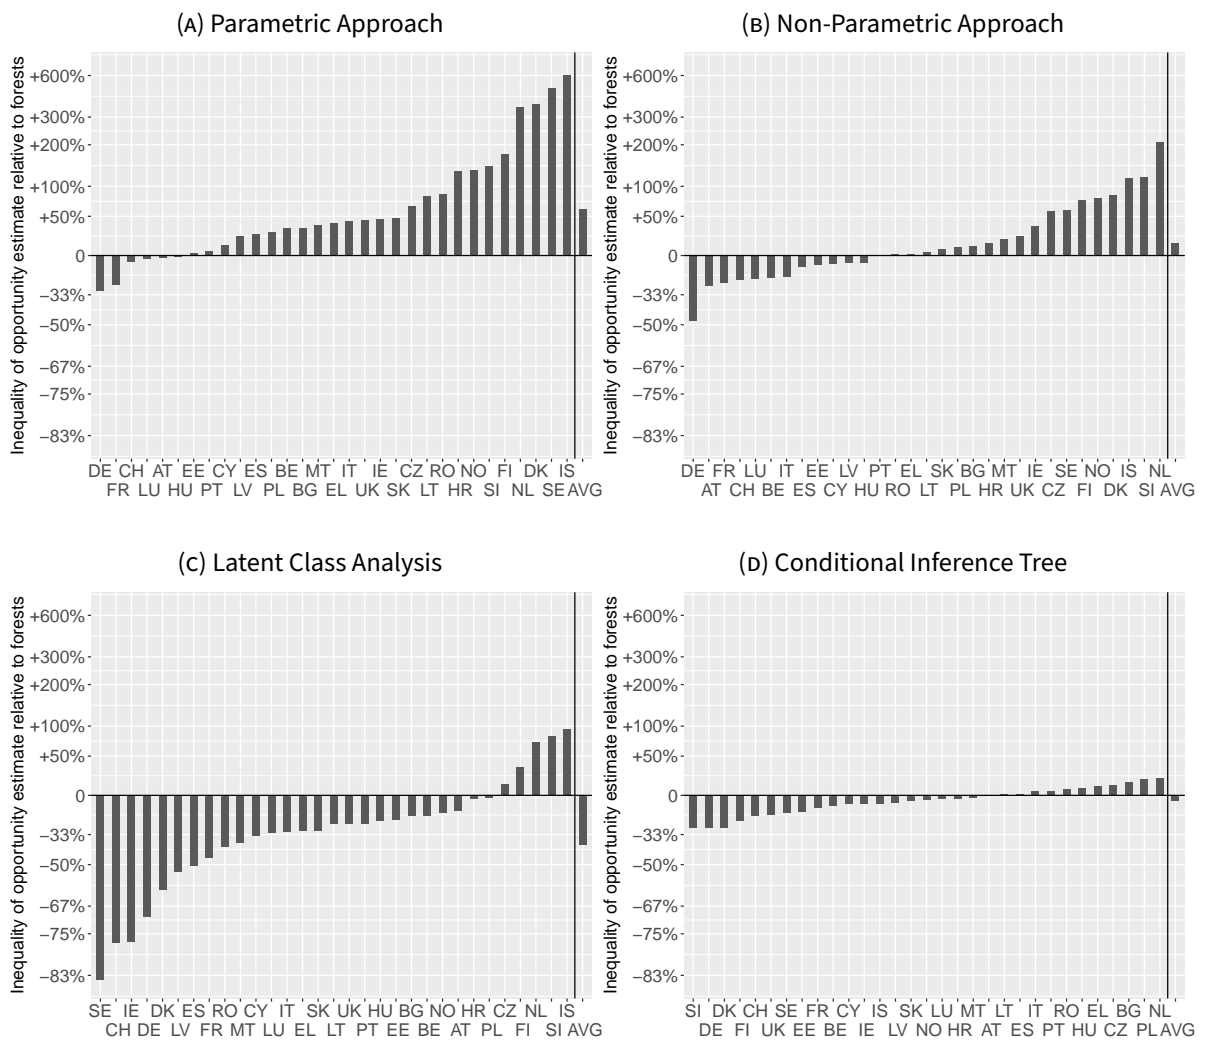 (A) Parametric Approach
Inequality of opportunity estimate relative to forests
+600%
+300%
+200%
+100%
+50%
0
−33%
−50%
−67%
−75%
−83%
DE CH AT EE CY ES BE MT IT IE CZ RO NO FI DK IS
FR LU HU PT LV PL BG EL UK SK LT HR SI NL SE AVG
(B) Non-Parametric Approach
Inequality of opportunity estimate relative to forests
+600%
+300%
+200%
+100%
+50%
0
−33%
−50%
−67%
−75%
−83%
DE FR LU IT EE LV PT EL SK BG MT IE SE NO IS NL
AT CH BE ES CY HU RO LT PL HR UK CZ FI DK SI AVG
(C) Latent Class Analysis
Inequality of opportunity estimate relative to forests
+600%
+300%
+200%
+100%
+50%
0
−33%
−50%
−67%
−75%
−83%
SE IE DK ES RO CY IT SK UK HU BG NO HR CZ NL IS
CH DE LV FR MT LU EL LT PT EE BE AT PL FI SI AVG
(D) Conditional Inference Tree
Inequality of opportunity estimate relative to forests
+600%
+300%
+200%
+100%
+50%
0
−33%
−50%
−67%
−75%
−83%
SI DK CH SE FR CY IS SK LU MT LT IT RO EL BG NL
DE FI UK EE BE IE LV NO HR AT ES PT HU CZ PL AVG